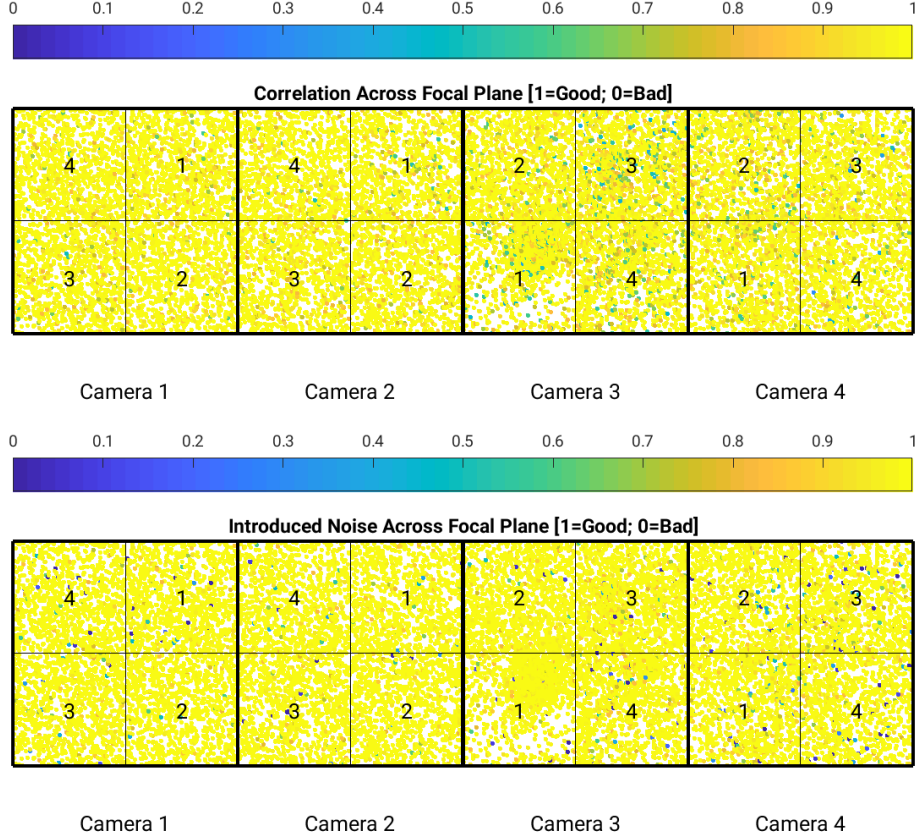 0 0.1 0.2 0.3 0.4 0.5 0.6 0.7 0.8 0.9 1
Correlation Across Focal Plane [1=Good; 0=Bad]
4 1 4 1 2 3 2 3
3 2 3 2 1 4 1 4
Camera 1 Camera 2 Camera 3 Camera 4
0 0.1 0.2 0.3 0.4 0.5 0.6 0.7 0.8 0.9 1
Introduced Noise Across Focal Plane [1=Good; 0=Bad]
4 1 4 1 2 3 2 3
3 2 3 2 1 4 1 4
Camera 1 Camera 2 Camera 3 Camera 4